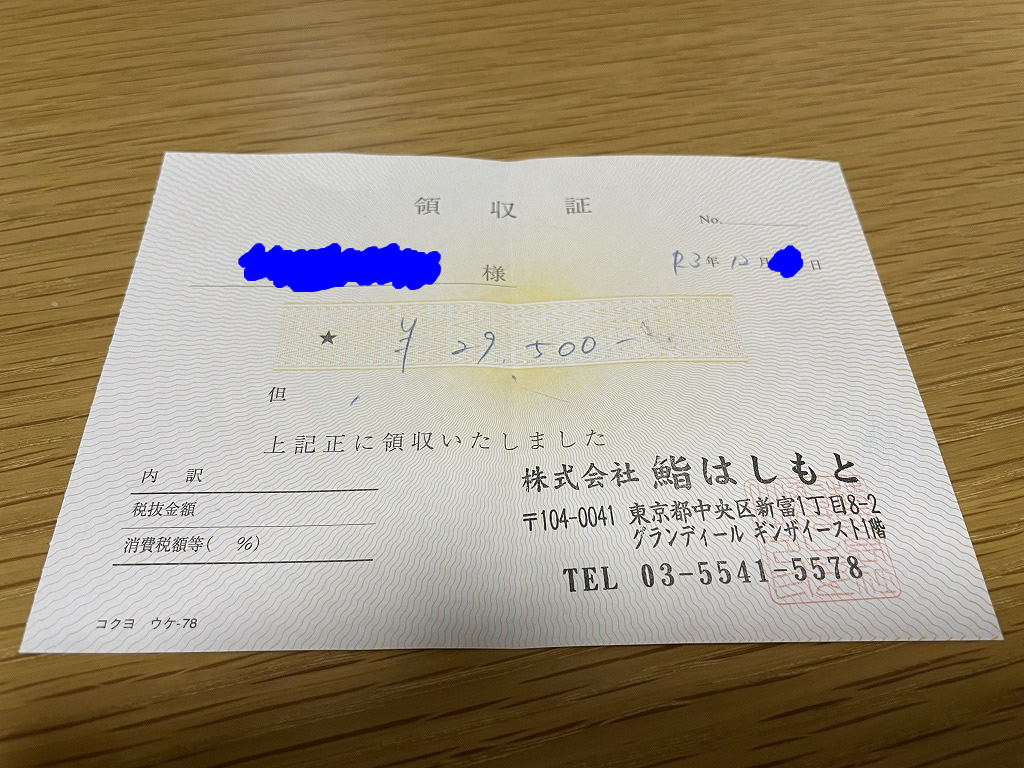 領収証
No.
様
R3年12月 日
★ ¥29,500-
但
上記正に領収いたしました
内訳
税抜金額
消費税額等( %)
株式会社 鮨はしもと
〒104-0041 東京都中央区新富1丁目8-2
グランディール ギンザイースト1階
TEL 03-5541-5578
コクヨ ウケ-78